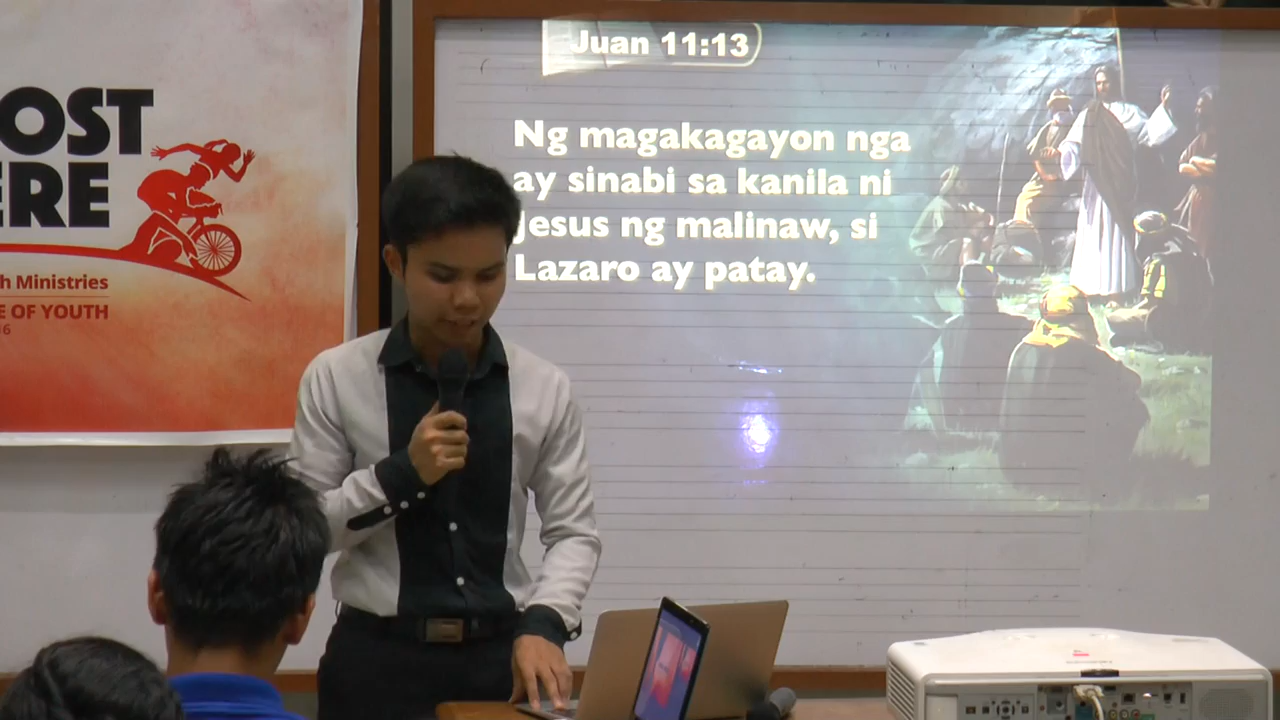 OST
ERE
h Ministries
E OF YOUTH
16
Juan 11:13
Ng magakagayon nga
ay sinabi sa kanila ni
Jesus ng malinaw, si
Lazaro ay patay.